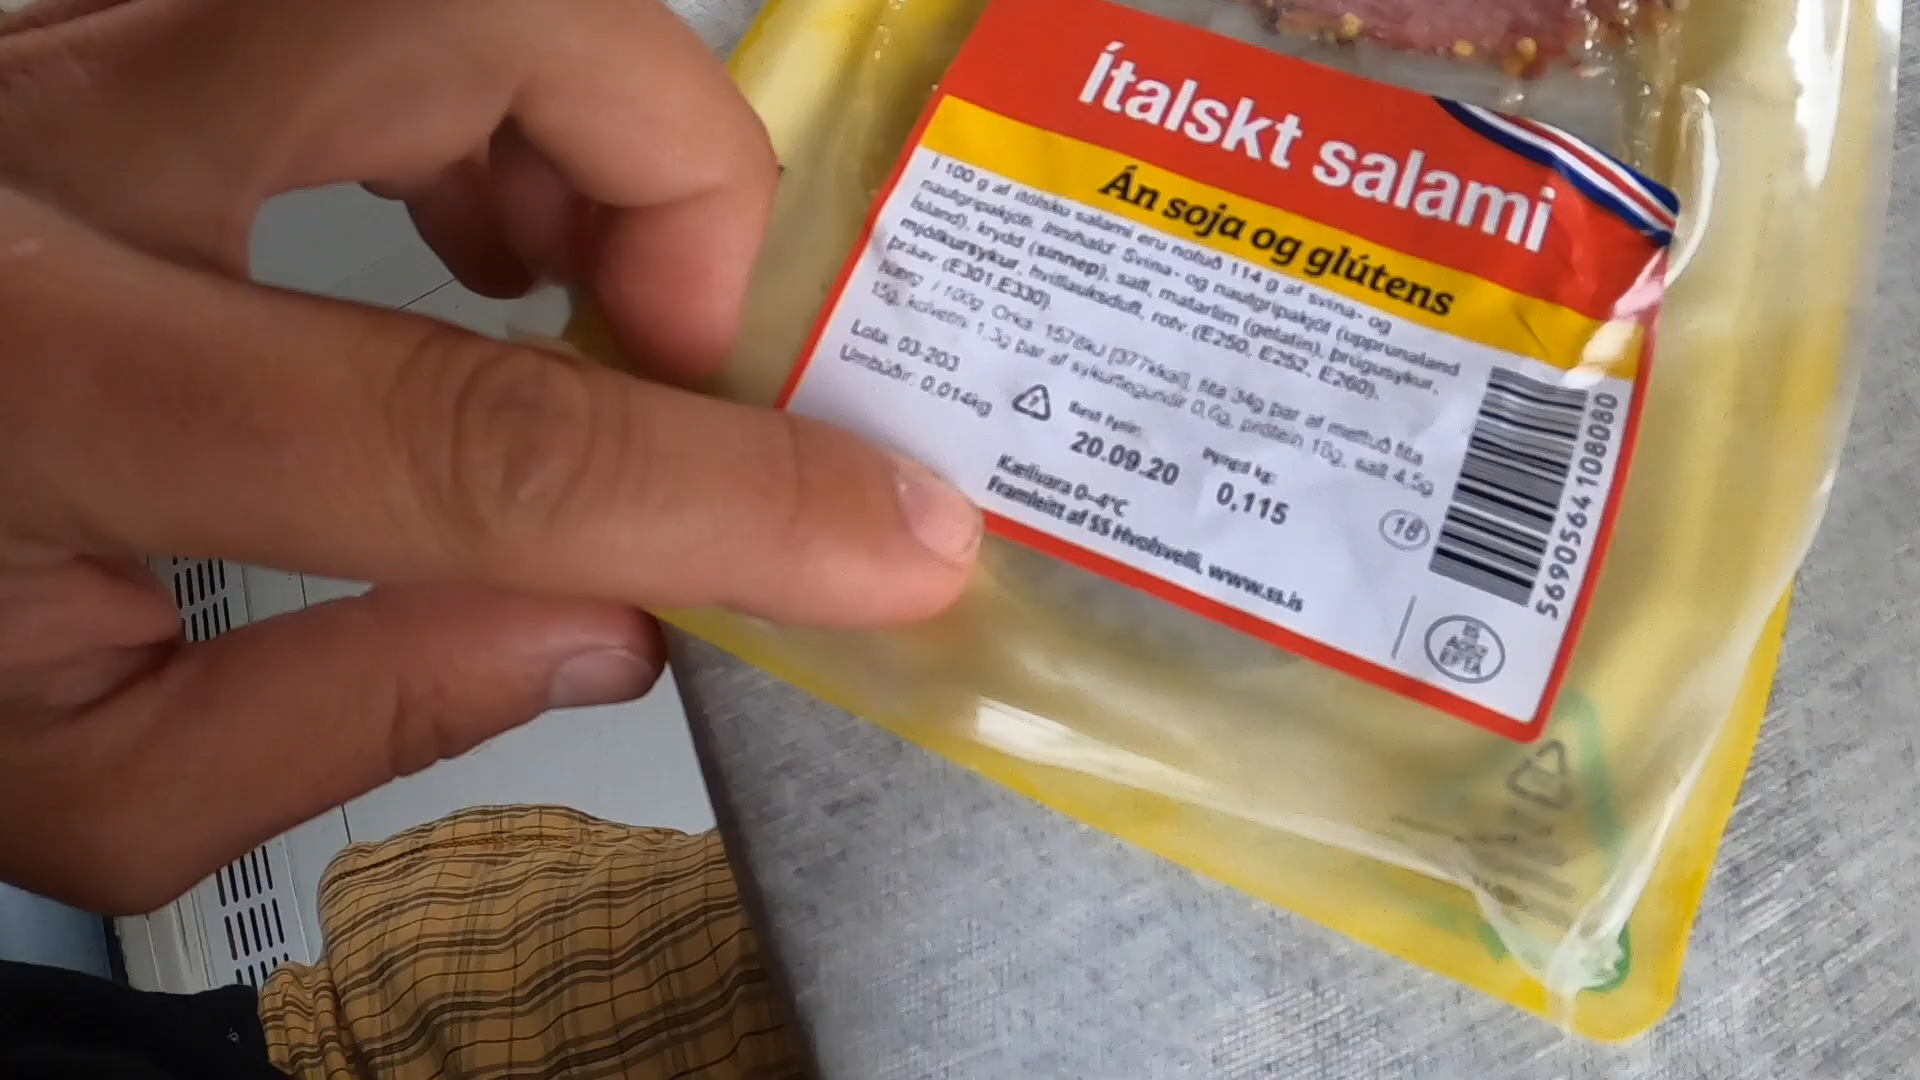 Ítalskt salami
Án soja og glútens
Í 100 g af ítölsku salami eru notuð 114 g af svína- og
nautgripakjöti. Innihald: Svína- og nautgripakjöt (upprunaland
Ísland), krydd (sinnep), salt, matarlím (gelatín), þrúgusykur,
mjólkursykur, hvítlauksduft, rotv. (E250, E252, E260),
þráav. (E301,E330).
Næring í 100g: Orka 1576kJ [377kkal], fita 34g þar af mettuð fita
15g, kolvetni 1,3g þar af sykurtegundir 0,6g, prótein 18g, salt 4,5g
Lota: 03-203
Umbúðir: 0.014kg
7
Best fyrir:
20.09.20
Þyngd kg:
0,115
Kælivara 0-4°C
Framleitt af SS Hvolsvelli, www.ss.is
18
5690564108080
IS
EFTA